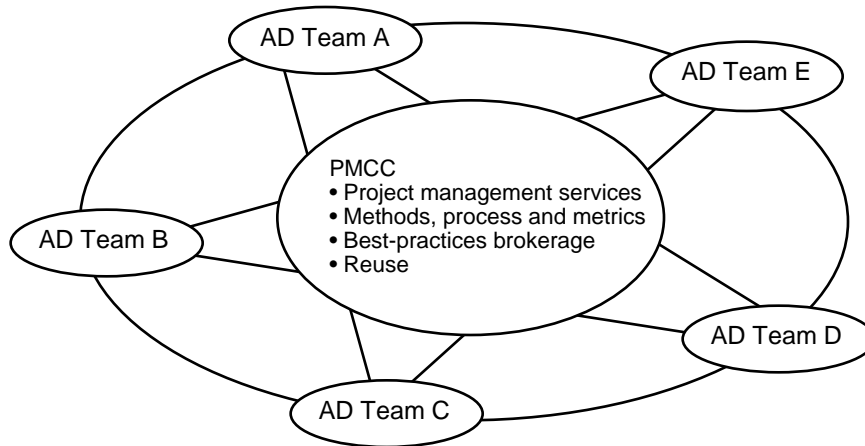 AD Team A
AD Team E
PMCC
• Project management services
• Methods, process and metrics
• Best-practices brokerage
• Reuse
AD Team B
AD Team D
AD Team C